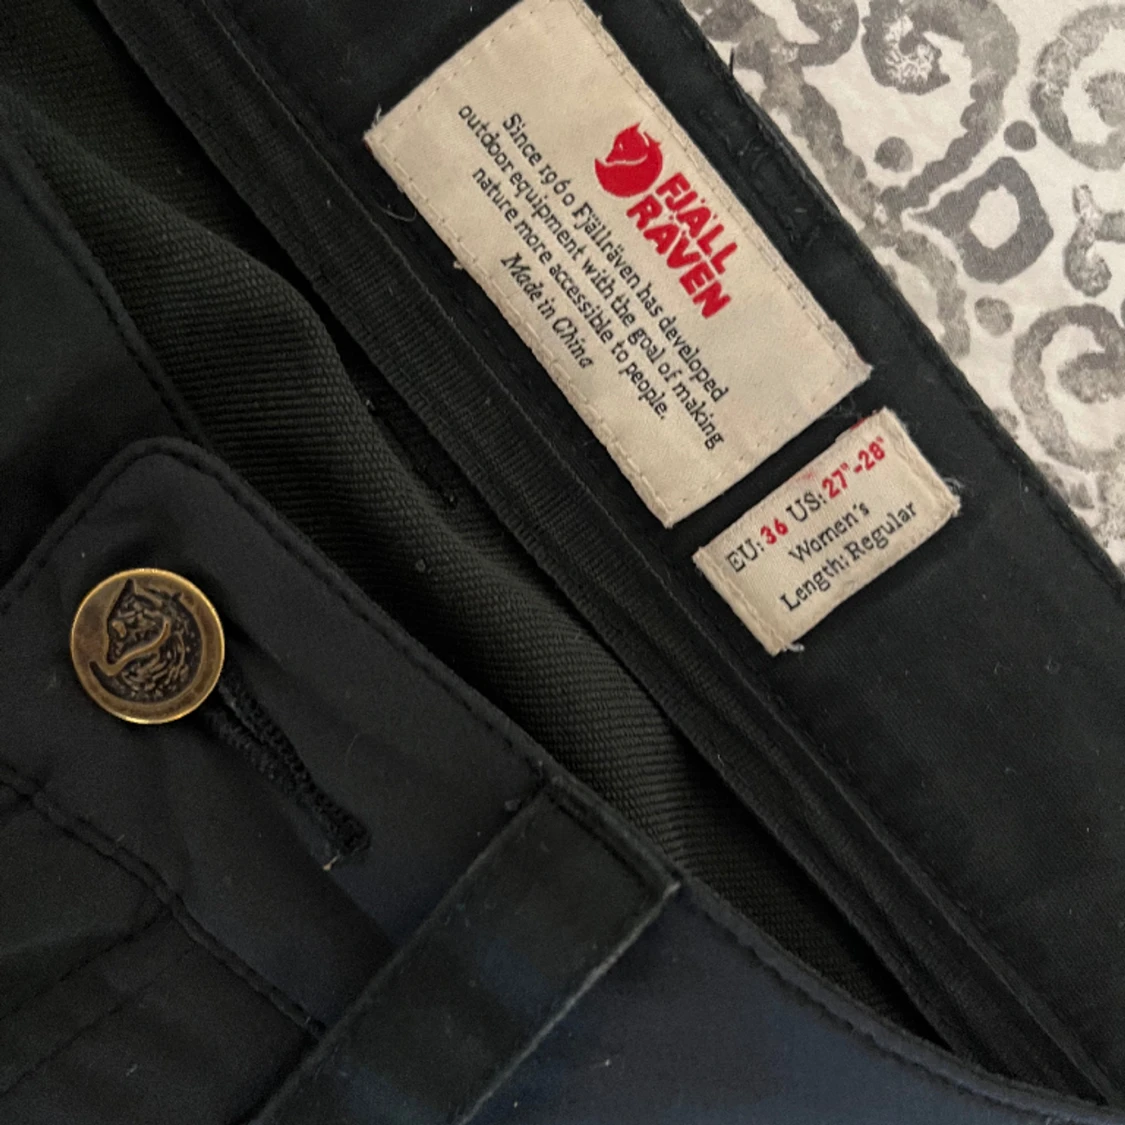 FJÄLL
RÄVEN
Since 1960 Fjällräven has developed
outdoor equipment with the goal of making
nature more accessible to people.
Made in China
EU: 36 US: 27"-28"
Women's
Length: Regular